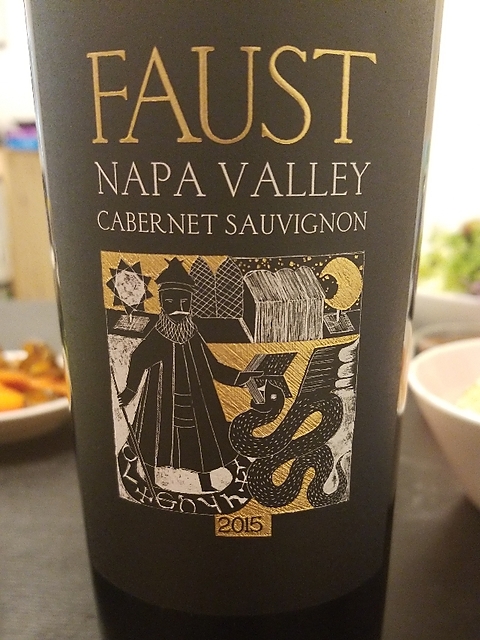 FAUST
NAPA VALLEY
CABERNET SAUVIGNON
2015